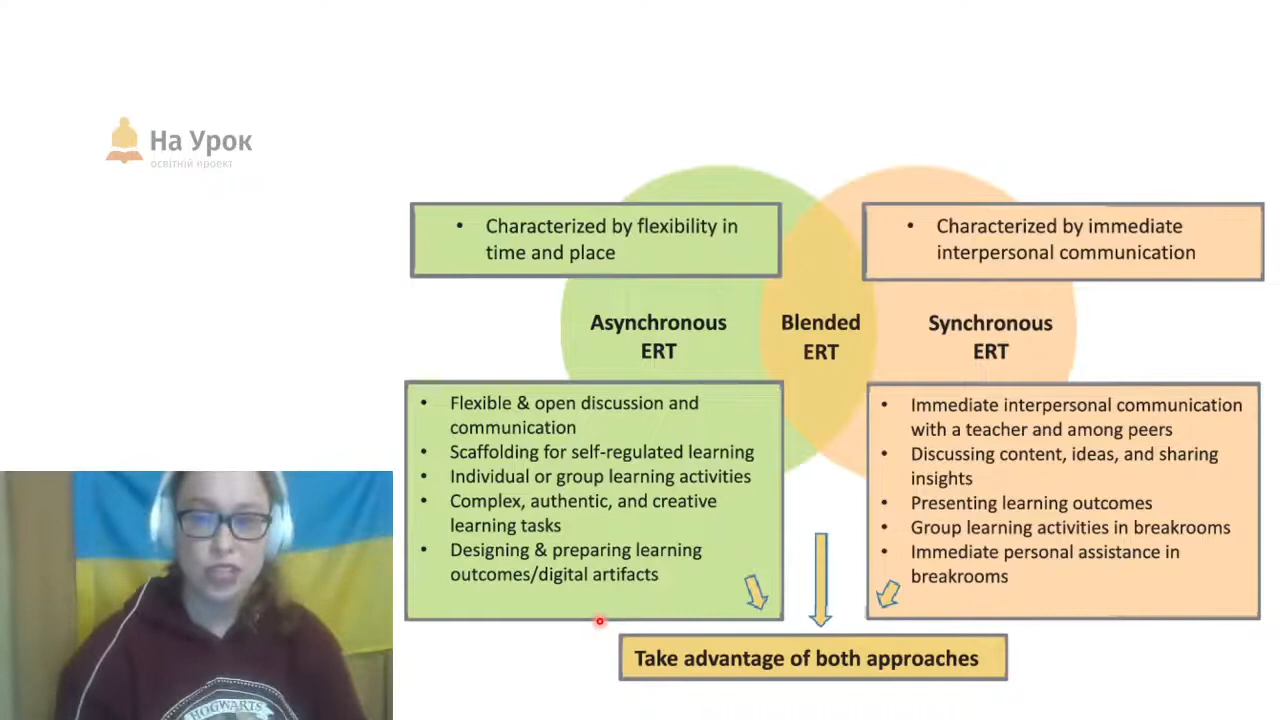 На Урок
освітній проект
• Characterized by flexibility in
time and place
• Characterized by immediate
interpersonal communication
Asynchronous
ERT
Blended
ERT
Synchronous
ERT
• Flexible & open discussion and
communication
• Scaffolding for self-regulated learning
• Individual or group learning activities
• Complex, authentic, and creative
learning tasks
• Designing & preparing learning
outcomes/digital artifacts
• Immediate interpersonal communication
with a teacher and among peers
• Discussing content, ideas, and sharing
insights
• Presenting learning outcomes
• Group learning activities in breakrooms
• Immediate personal assistance in
breakrooms
Take advantage of both approaches
HOGWARTS